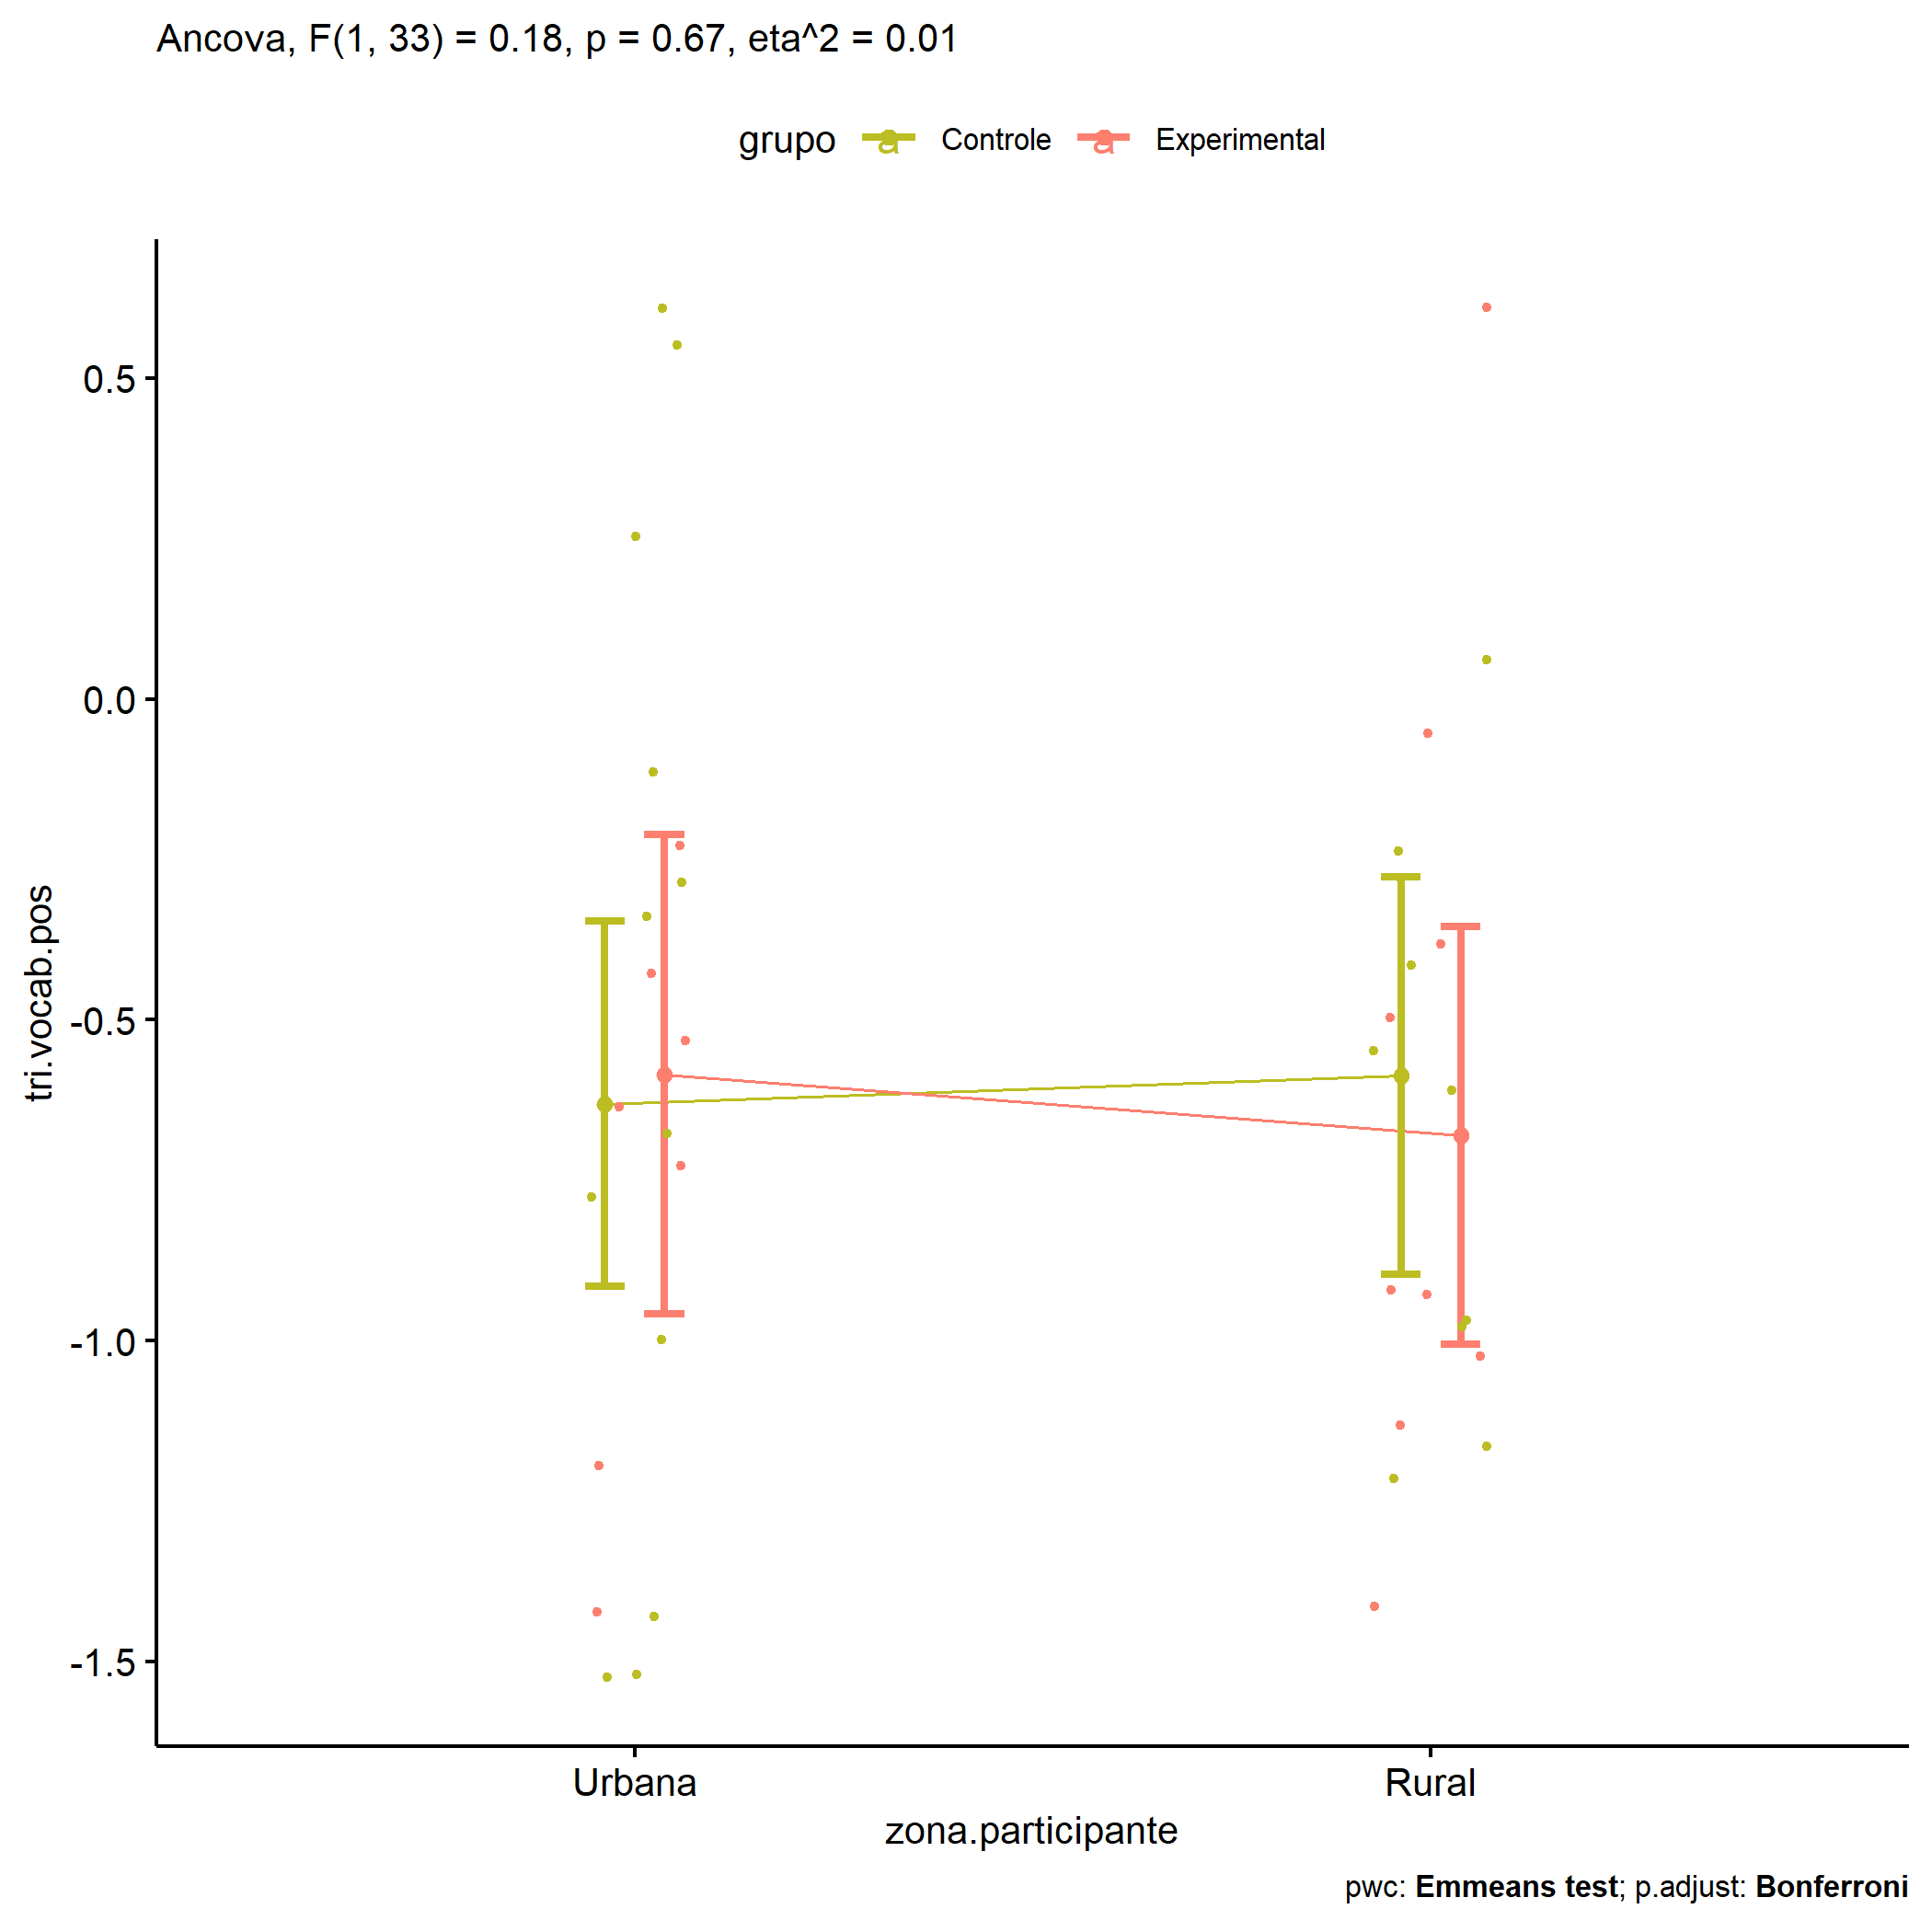 Ancova, F(1, 33) = 0.18, p = 0.67, eta^2 = 0.01
grupo a Controle a Experimental
0.5
0.0
-0.5
-1.0
-1.5
tri.vocab.pos
Urbana Rural
zona.participante
pwc: Emmeans test; p.adjust: Bonferroni